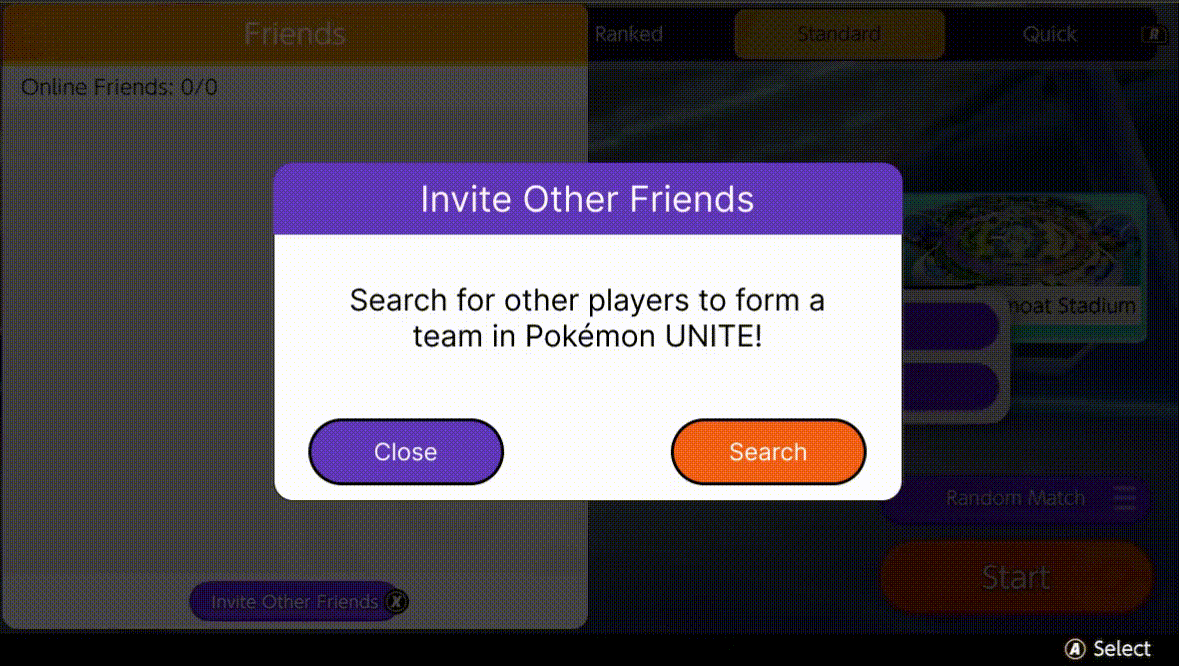 Friends
Ranked
Standard
Quick
R
Online Friends: 0/0
Invite Other Friends
Search for other players to form a
team in Pokémon UNITE!
moat Stadium
Close
Search
Random Match
Start
Invite Other Friends X
A Select